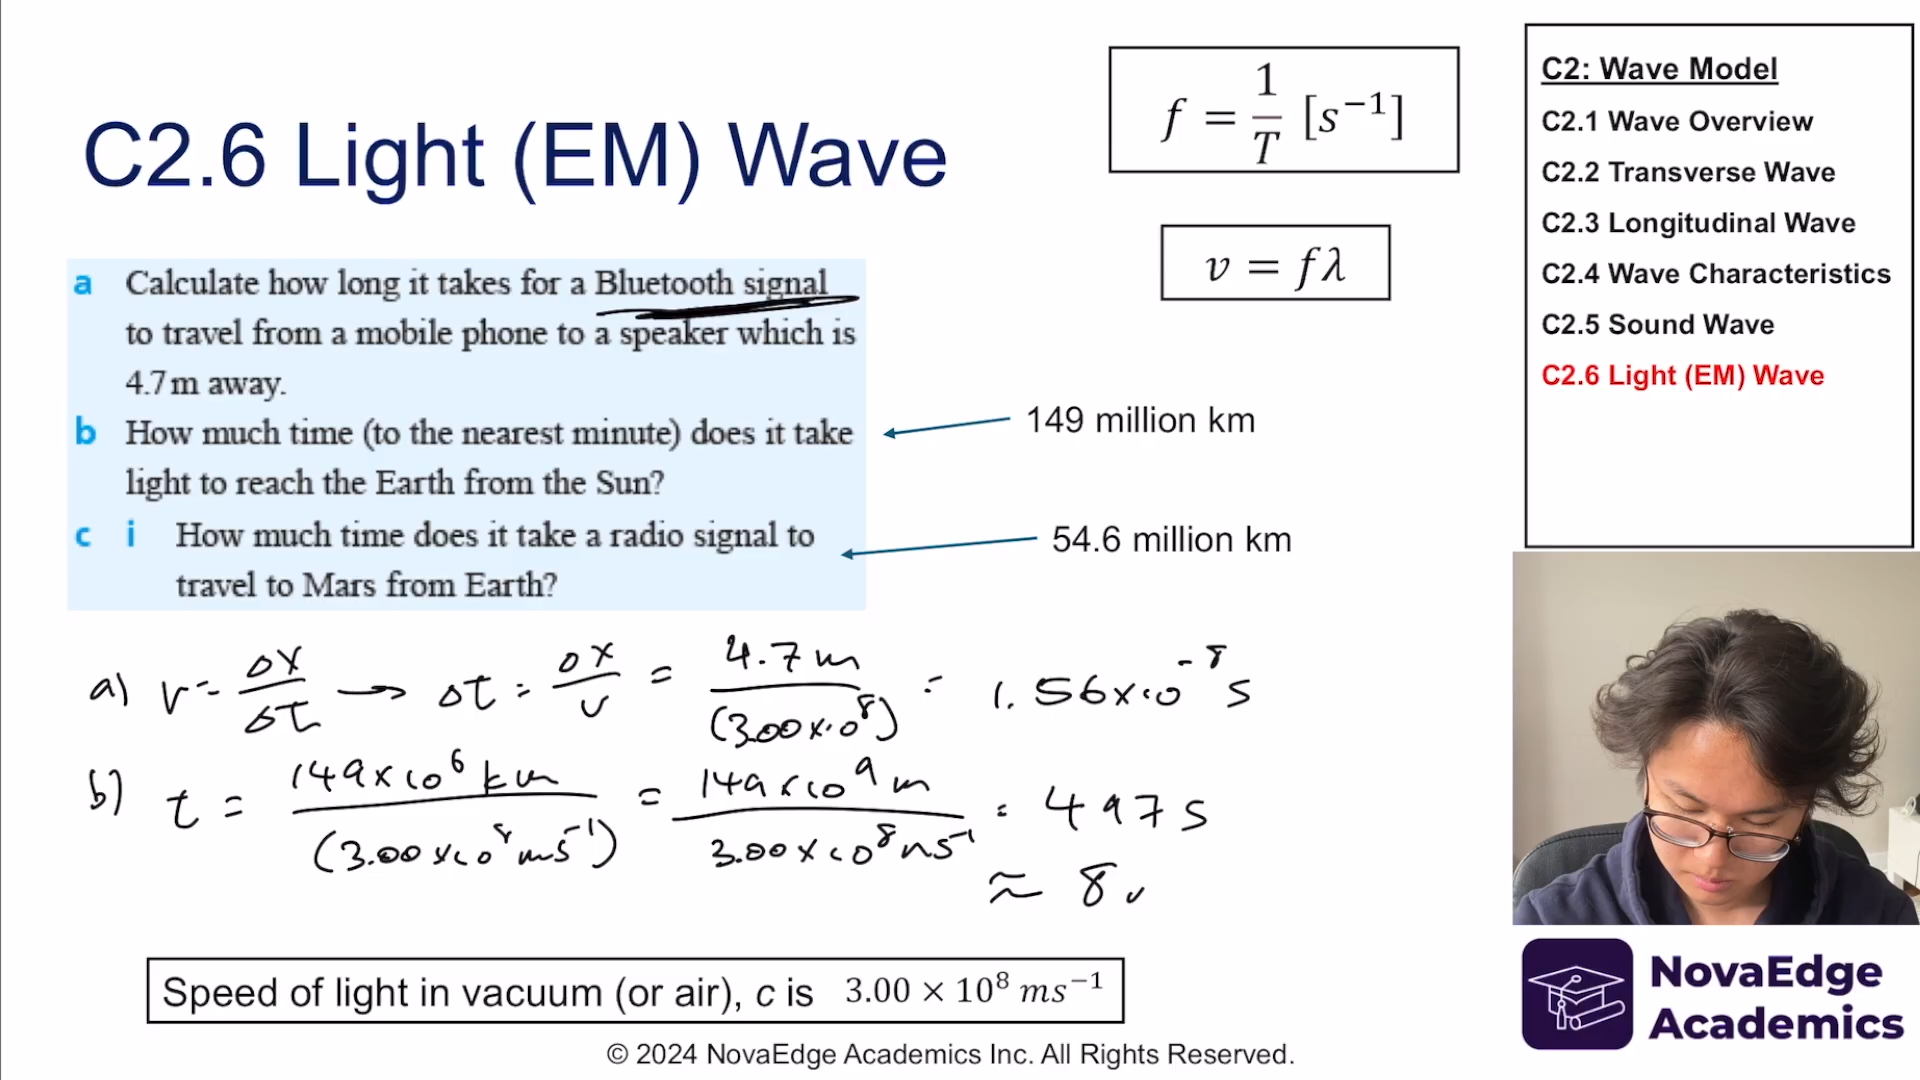 C2.6 Light (EM) Wave
f = 1/T [s⁻¹]
v = fλ
a Calculate how long it takes for a Bluetooth signal
to travel from a mobile phone to a speaker which is
4.7 m away.
b How much time (to the nearest minute) does it take
light to reach the Earth from the Sun?
c i How much time does it take a radio signal to
travel to Mars from Earth?
149 million km
54.6 million km
a) v = Δx/Δt → Δt = Δx/v = 4.7 m/(3.00×10⁸) = 1.56×10⁻⁸ s
b) t = 149×10⁶ km/(3.00×10⁸ ms⁻¹) = 149×10⁹ m/3.00×10⁸ ms⁻¹ = 497 s
≈ 8
Speed of light in vacuum (or air), c is 3.00 × 10⁸ ms⁻¹
© 2024 NovaEdge Academics Inc. All Rights Reserved.
C2: Wave Model
C2.1 Wave Overview
C2.2 Transverse Wave
C2.3 Longitudinal Wave
C2.4 Wave Characteristics
C2.5 Sound Wave
C2.6 Light (EM) Wave
NovaEdge
Academics